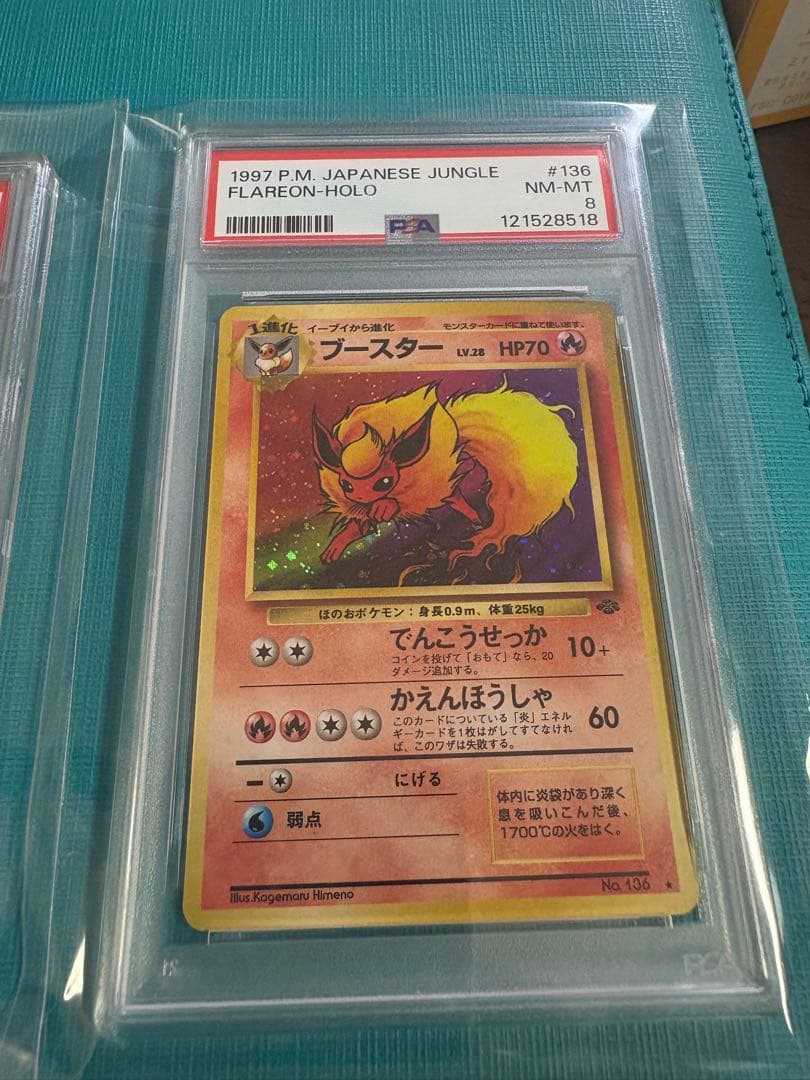 1997 P.M. JAPANESE JUNGLE #136
FLAREON-HOLO NM-MT
8
PSA 121528518
1進化 イーブイから進化 モンスターカードに重ねて使います。
ブースター LV.28 HP70
ほのおポケモン:身長0.9m、体重25kg
でんこうせっか 10+
コインを投げて「おもて」なら、20
ダメージ追加する。
かえんほうしゃ 60
このカードについている「炎」エネル
ギーカードを1枚はがしてすてなけれ
ば、このワザは失敗する。
にげる
弱点
体内に炎袋があり深く
息を吸いこんだ後、
1700℃の火をはく。
Illus.Kagemaru Himeno
No. 136 ★
PSA